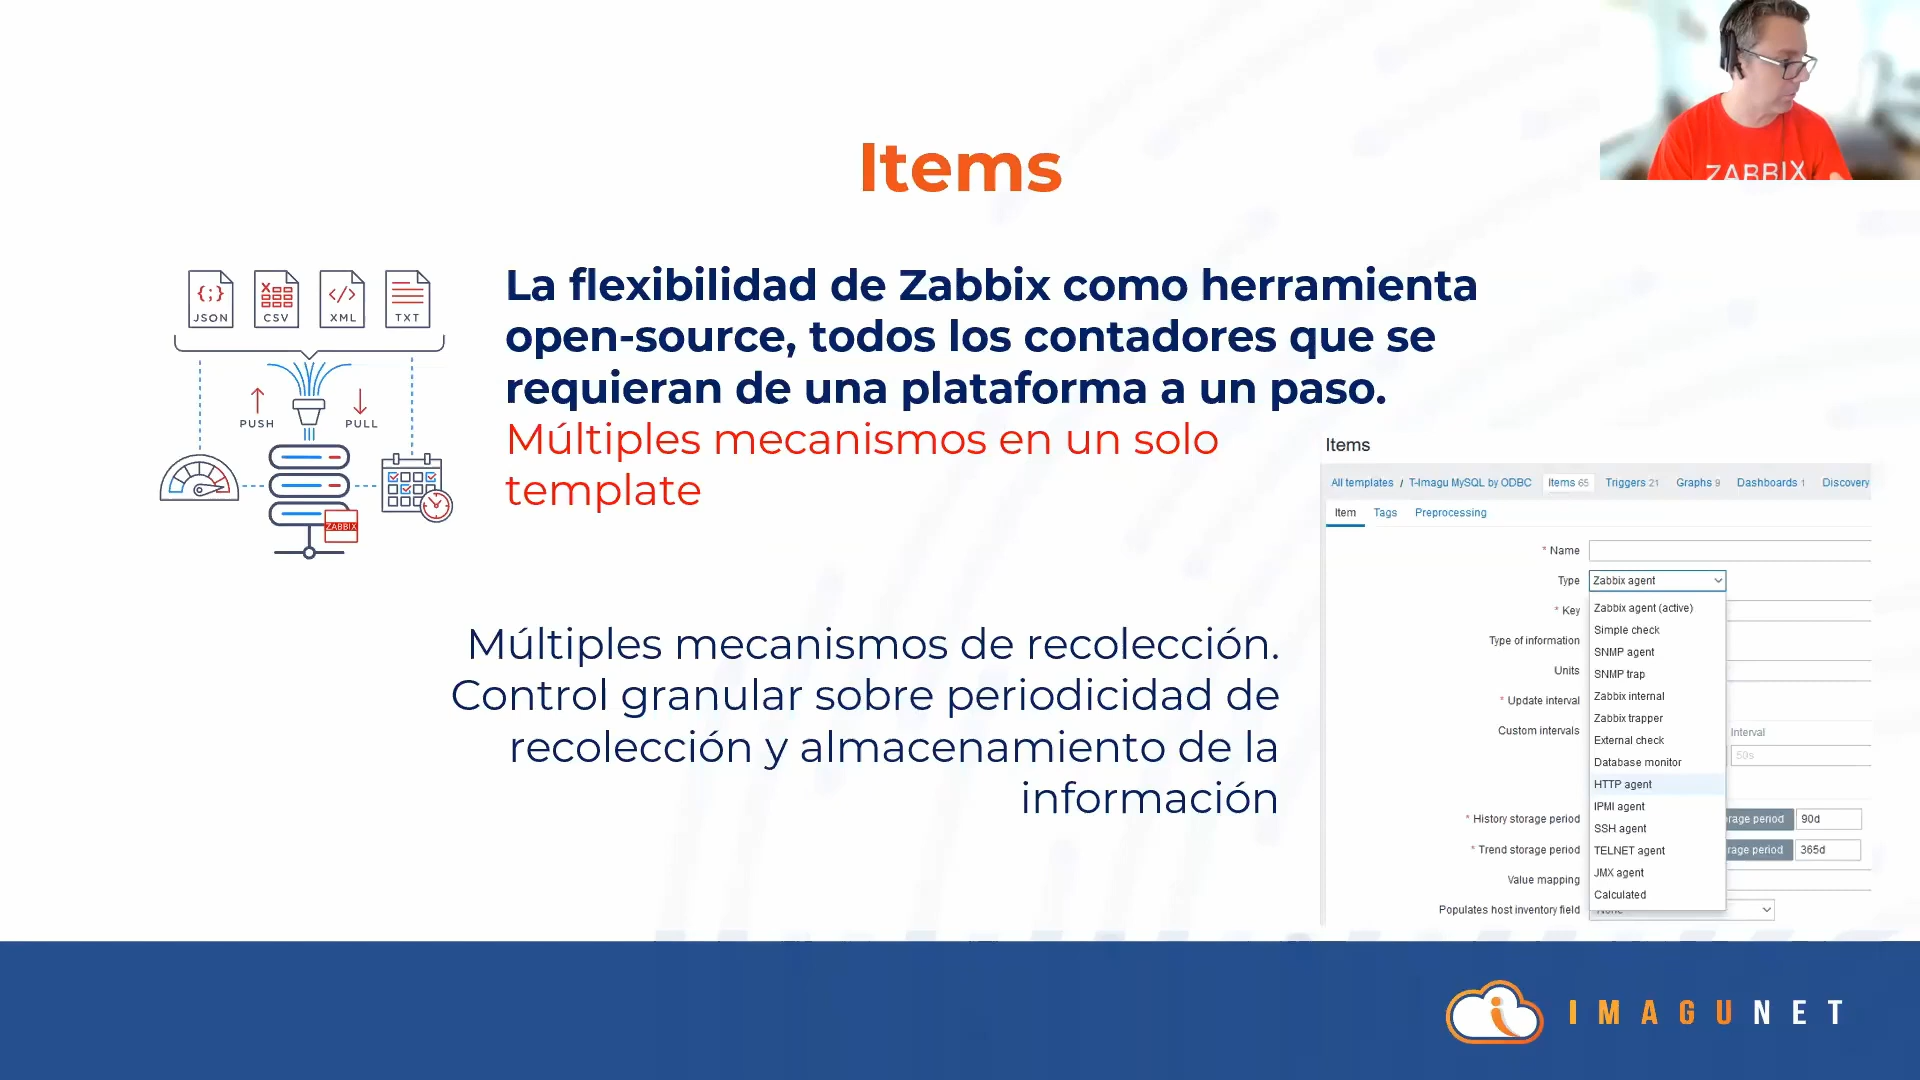 ZABBIX
Items
JSON
CSV
XML
TXT
PUSH
PULL
ZABBIX
La flexibilidad de Zabbix como herramienta
open-source, todos los contadores que se
requieran de una plataforma a un paso.
Múltiples mecanismos en un solo
template
Múltiples mecanismos de recolección.
Control granular sobre periodicidad de
recolección y almacenamiento de la
información
Items
All templates / T-Imagu MySQL by ODBC Items 65 Triggers 21 Graphs 9 Dashboards 1 Discovery
Item Tags Preprocessing
* Name
Type Zabbix agent
Zabbix agent (active)
* Key
Simple check
Type of information
SNMP agent
Units
SNMP trap
Zabbix internal
* Update interval
Zabbix trapper
Custom intervals
Interval
External check
50s
Database monitor
HTTP agent
IPMI agent
* History storage period
rage period 90d
SSH agent
* Trend storage period
TELNET agent
rage period 365d
JMX agent
Value mapping
Calculated
Populates host inventory field
IMAGUNET